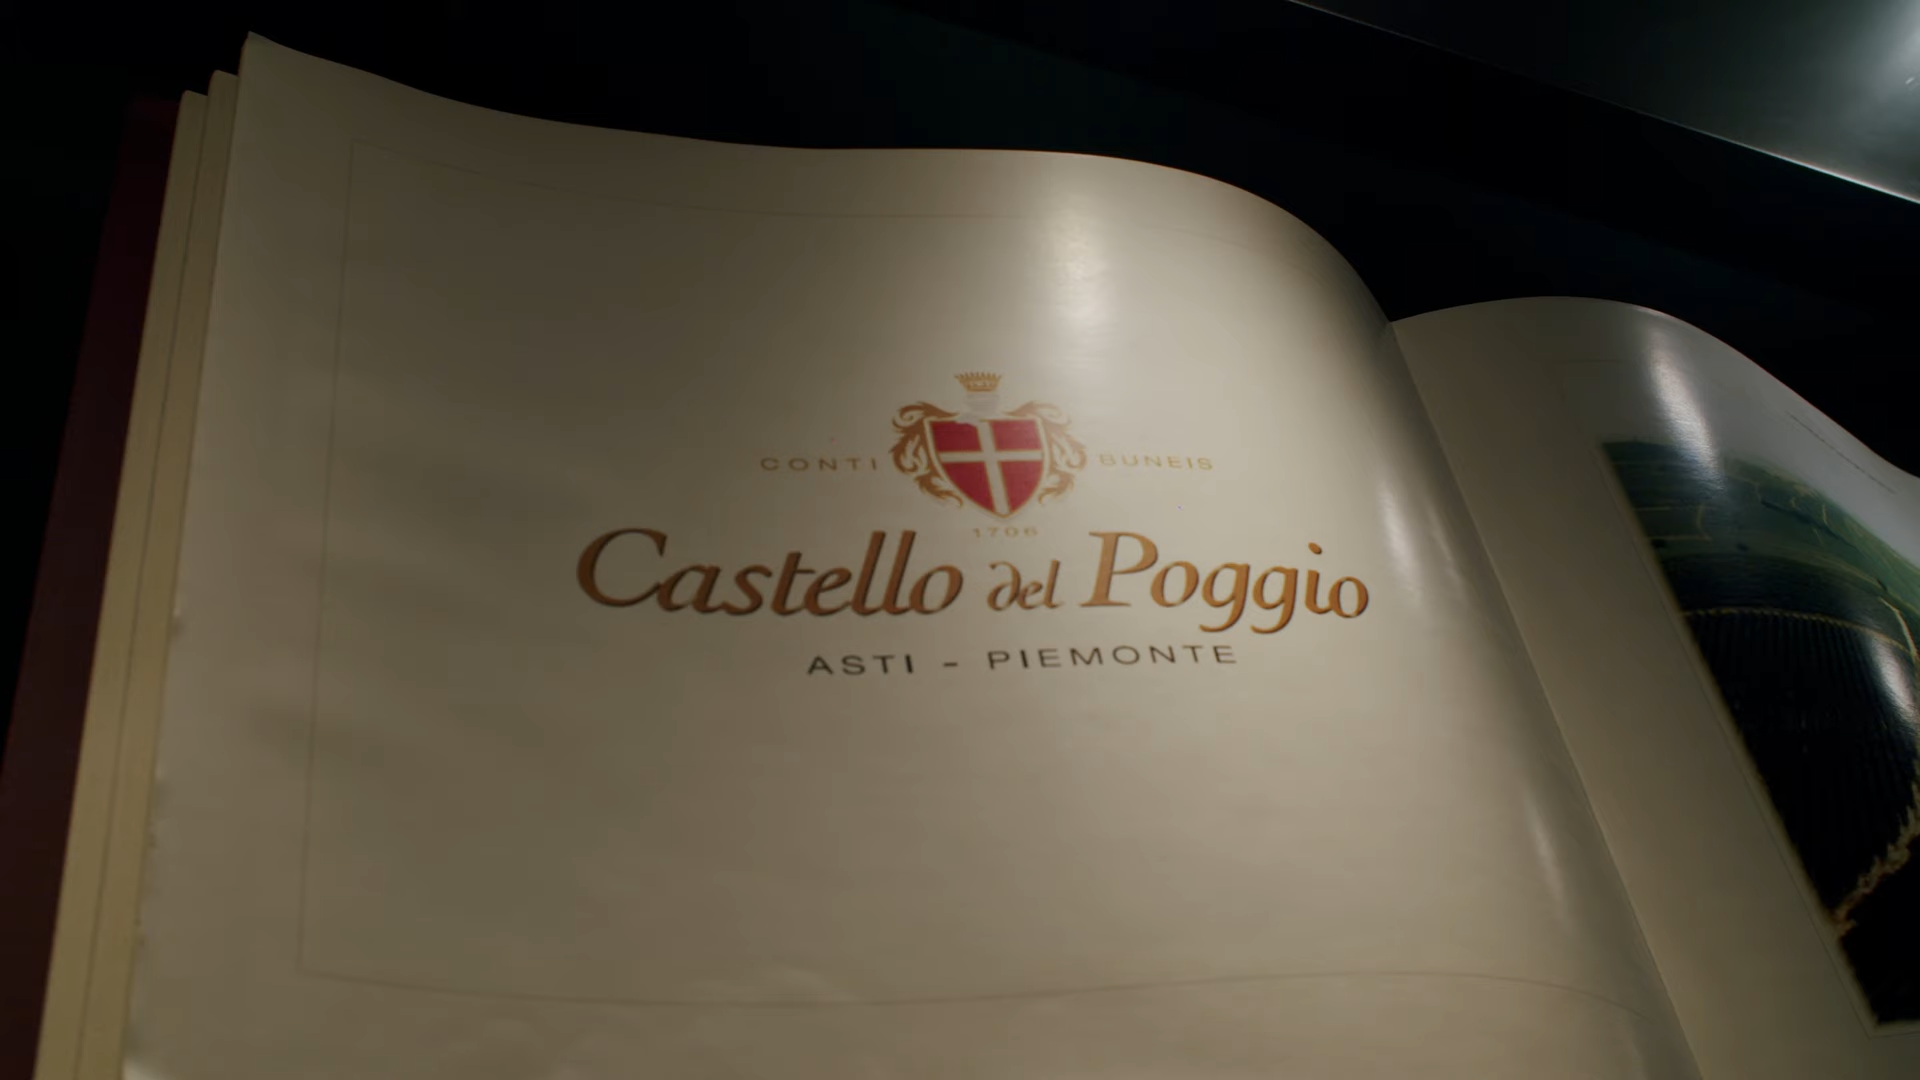 CONTI BUNEIS
1706
Castello del Poggio
ASTI - PIEMONTE